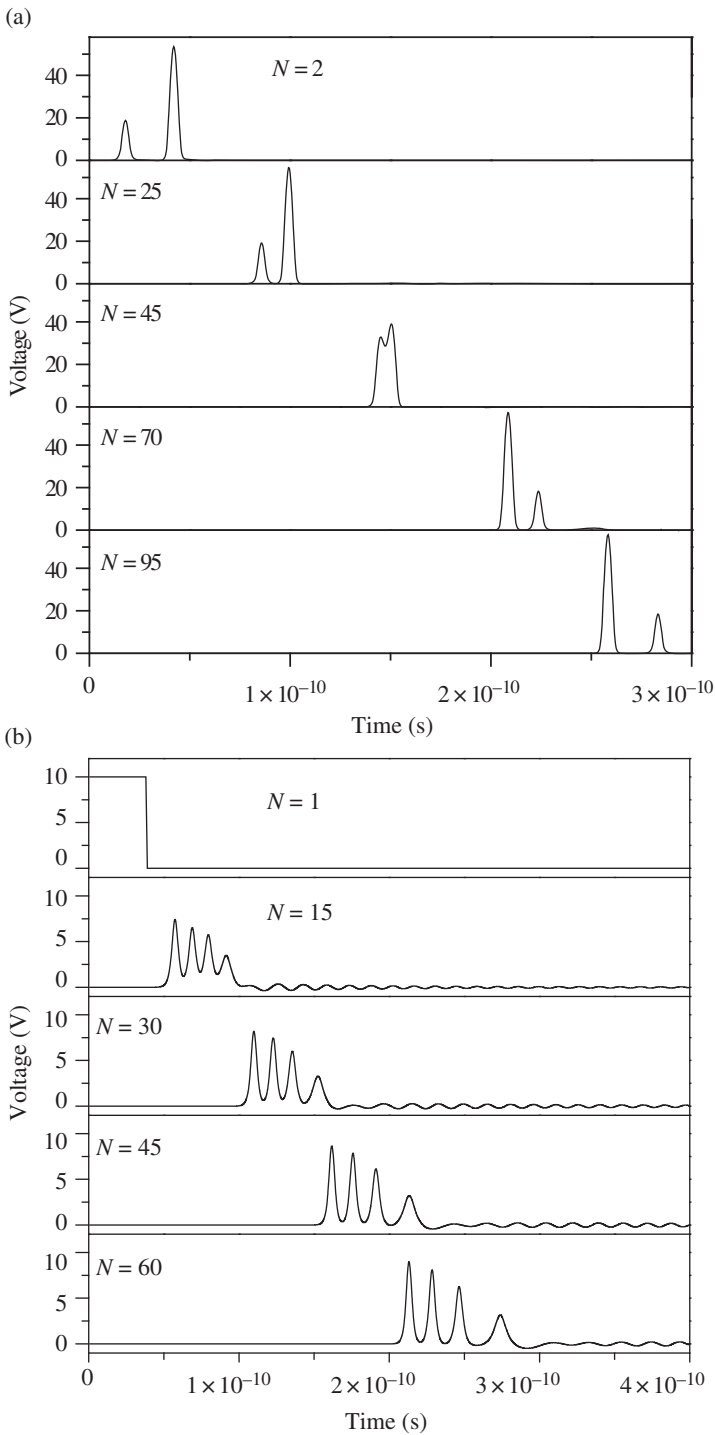 (a)
N = 2
40
20
0
N = 25
40
20
0
N = 45
40
20
0
N = 70
40
20
0
N = 95
40
20
0
Voltage (V)
0
1×10⁻¹⁰
2×10⁻¹⁰
3×10⁻¹⁰
Time (s)
(b)
N = 1
10
5
0
N = 15
10
5
0
N = 30
10
5
0
N = 45
10
5
0
N = 60
10
5
0
Voltage (V)
0
1×10⁻¹⁰
2×10⁻¹⁰
3×10⁻¹⁰
4×10⁻¹⁰
Time (s)